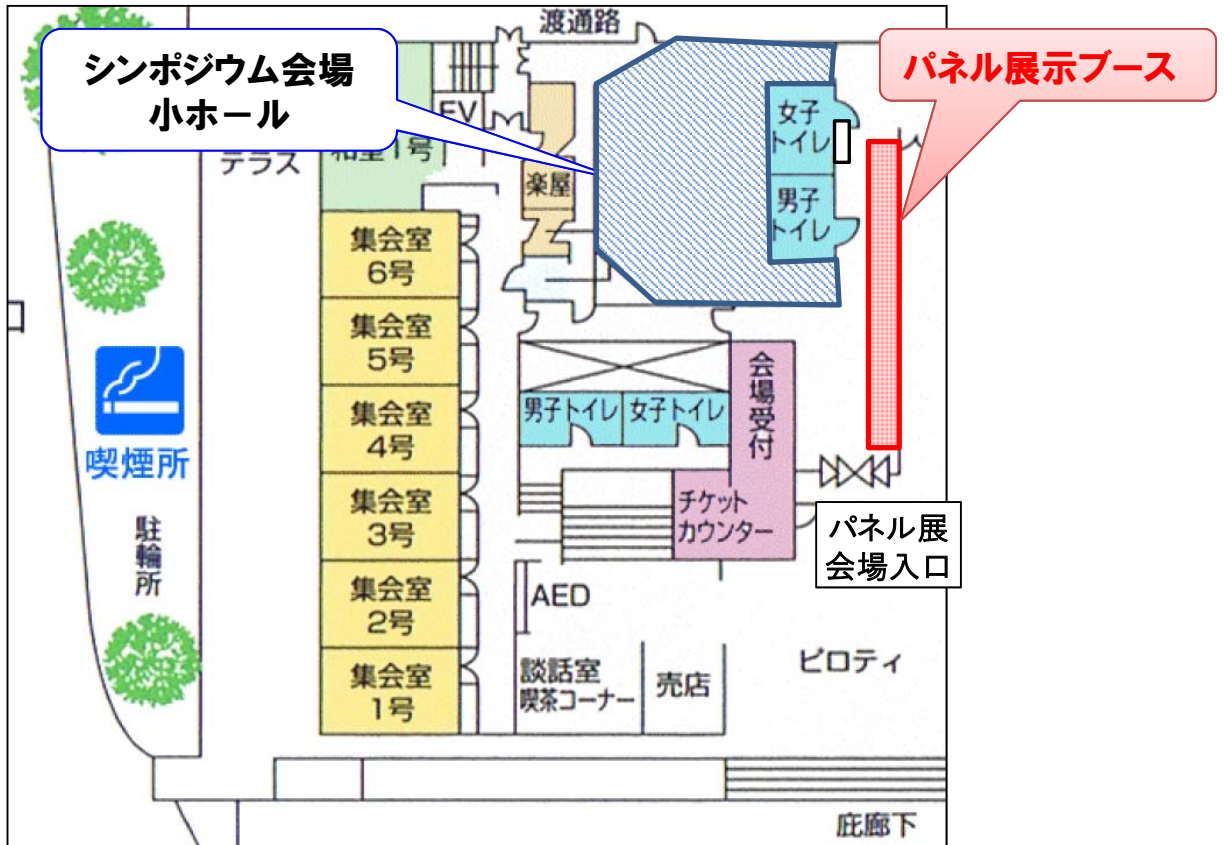 渡通路
シンポジウム会場
小ホール
パネル展示ブース
EV
和室1号
テラス
女子
トイレ
楽屋
男子
トイレ
集会室
6号
集会室
5号
会場受付
集会室
4号
男子トイレ
女子トイレ
喫煙所
集会室
3号
チケット
カウンター
パネル展
会場入口
駐輪所
集会室
2号
AED
集会室
1号
談話室
喫茶コーナー
売店
ピロティ
庇廊下